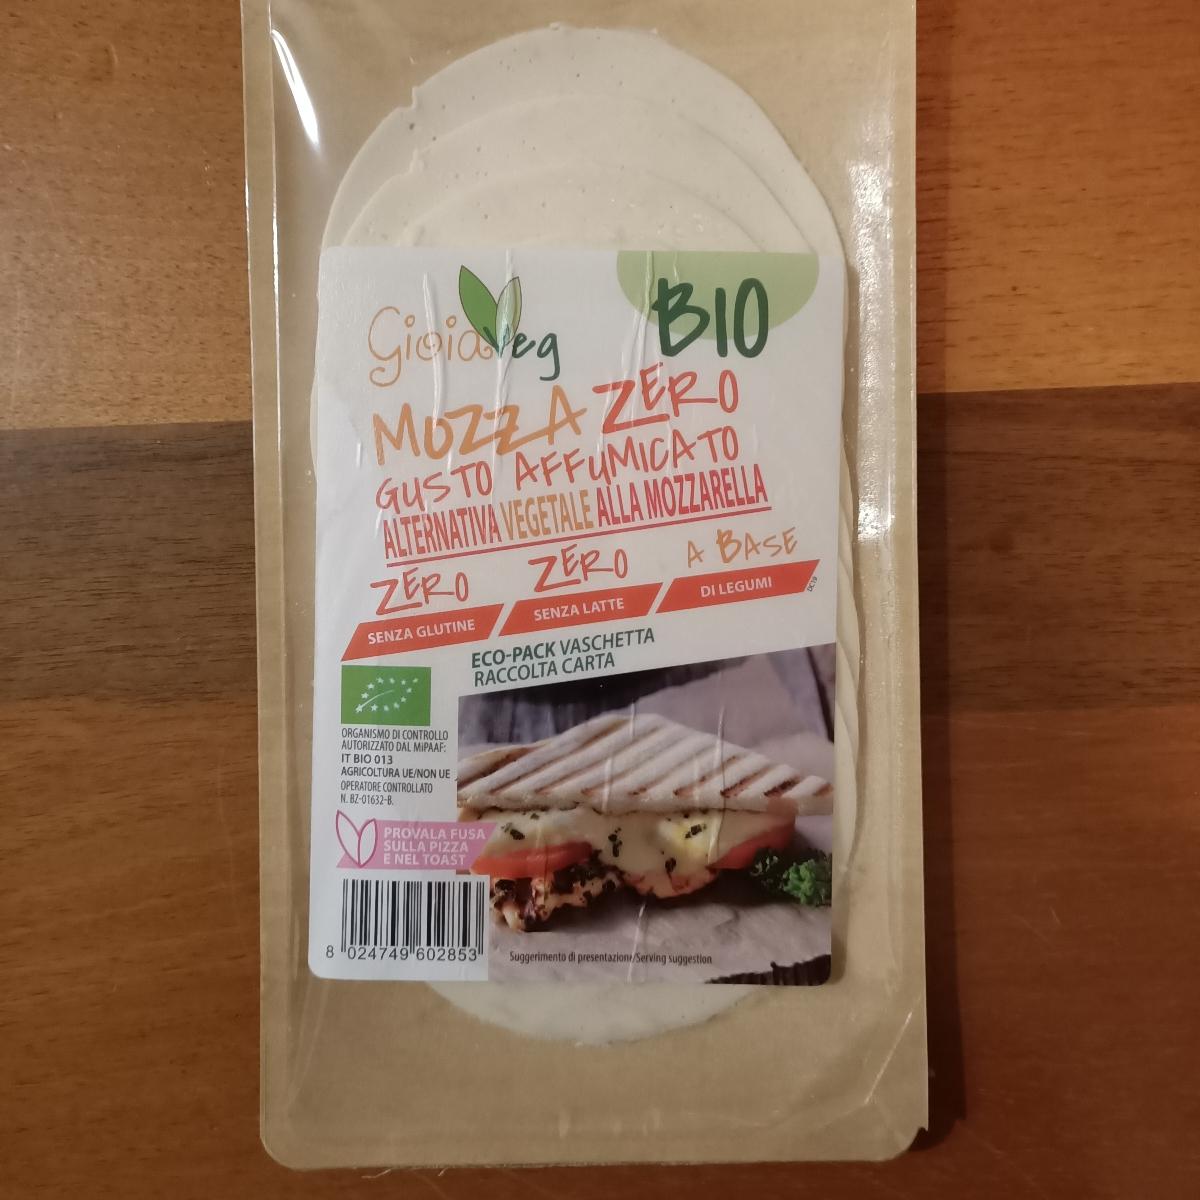 GioiaVeg
BIO
MOZZA ZERO
GUSTO AFFUMICATO
ALTERNATIVA VEGETALE ALLA MOZZARELLA
ZERO
SENZA GLUTINE
ZERO
SENZA LATTE
A BASE
DI LEGUMI
DC19
ECO-PACK VASCHETTA
RACCOLTA CARTA
ORGANISMO DI CONTROLLO
AUTORIZZATO DAL MiPAAF:
IT BIO 013
AGRICOLTURA UE/NON UE
OPERATORE CONTROLLATO
N. BZ-01632-B.
PROVALA FUSA
SULLA PIZZA
E NEL TOAST
8 024749 602853
Suggerimento di presentazione/Serving suggestion